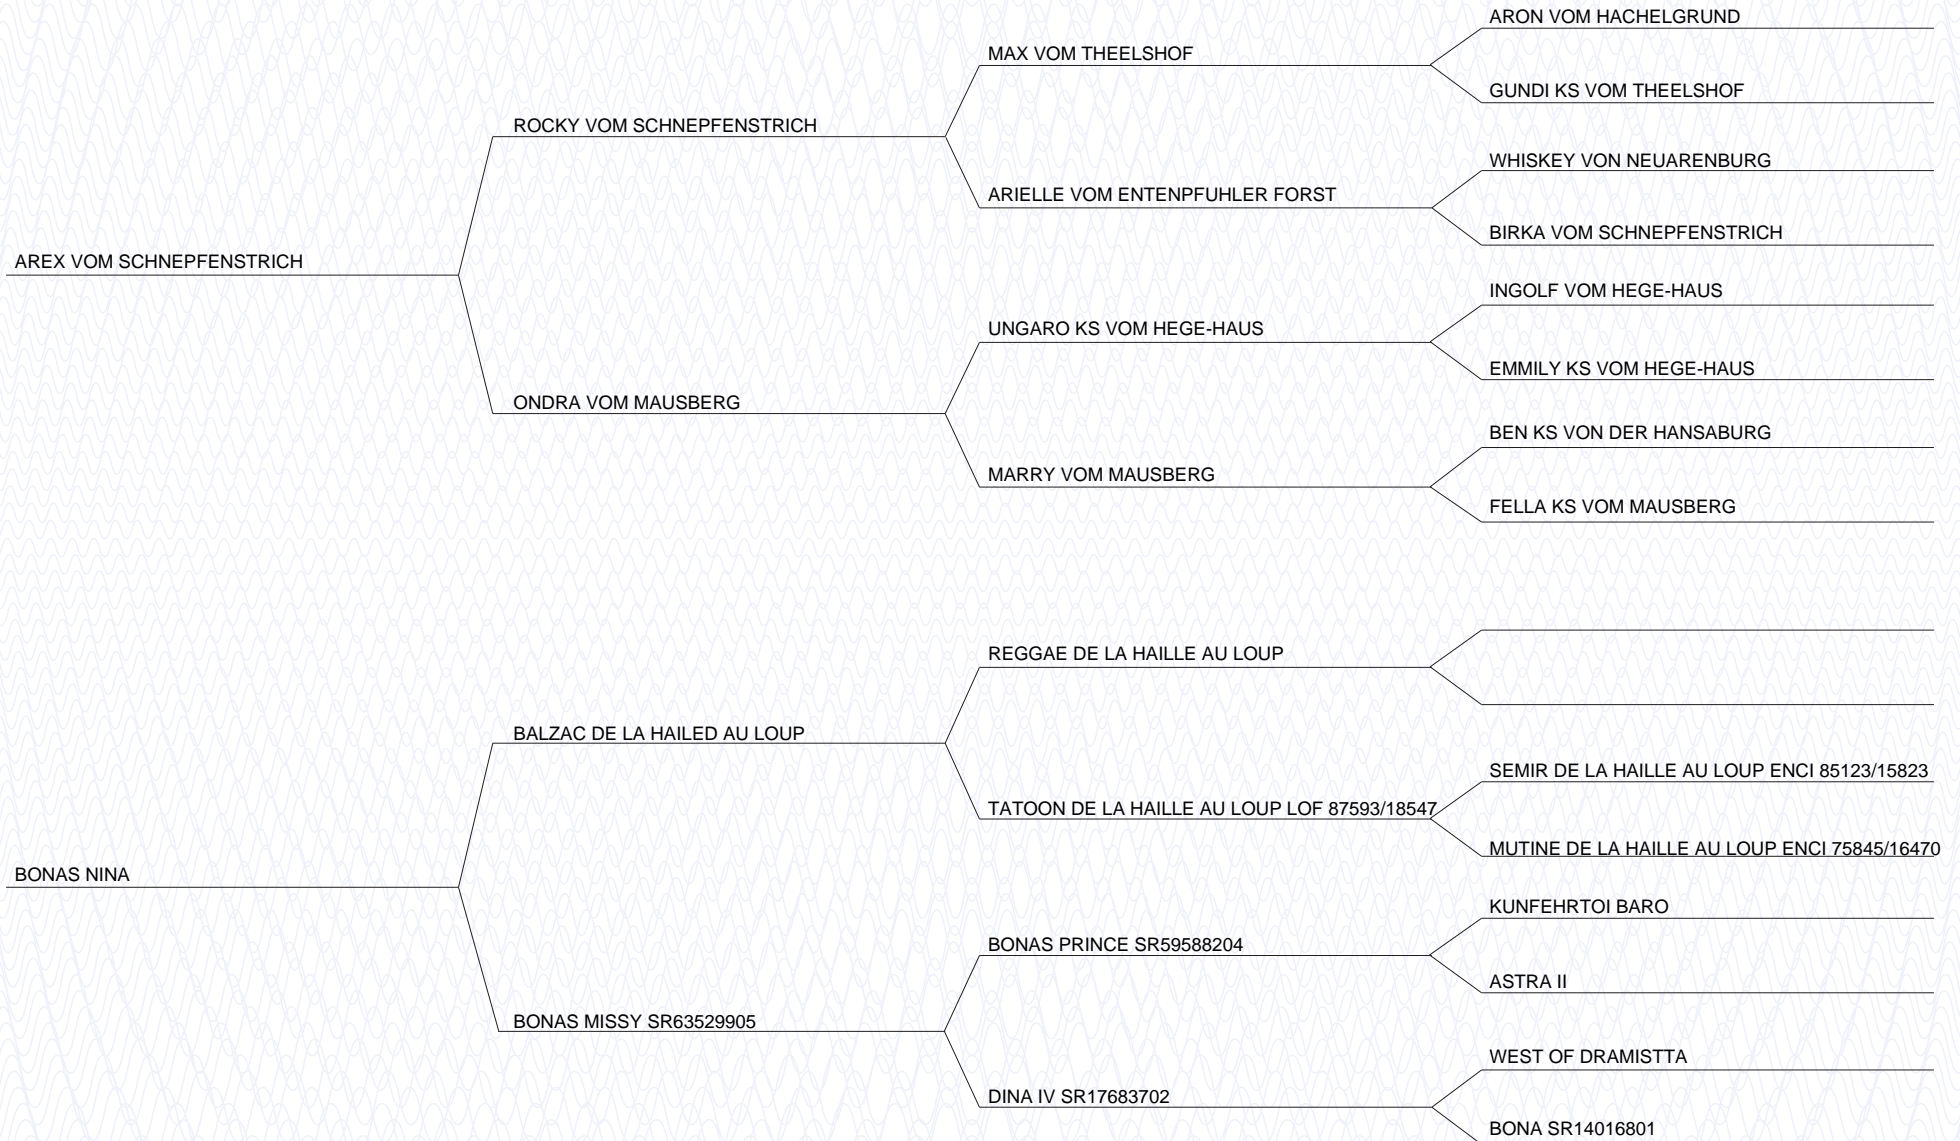 ARON VOM HACHELGRUND
MAX VOM THEELSHOF
GUNDI KS VOM THEELSHOF
ROCKY VOM SCHNEPFENSTRICH
WHISKEY VON NEUARENBURG
ARIELLE VOM ENTENPFUHLER FORST
BIRKA VOM SCHNEPFENSTRICH
AREX VOM SCHNEPFENSTRICH
INGOLF VOM HEGE-HAUS
UNGARO KS VOM HEGE-HAUS
EMMILY KS VOM HEGE-HAUS
ONDRA VOM MAUSBERG
BEN KS VON DER HANSABURG
MARRY VOM MAUSBERG
FELLA KS VOM MAUSBERG
REGGAE DE LA HAILLE AU LOUP
BALZAC DE LA HAILED AU LOUP
SEMIR DE LA HAILLE AU LOUP ENCI 85123/15823
TATOON DE LA HAILLE AU LOUP LOF 87593/18547
MUTINE DE LA HAILLE AU LOUP ENCI 75845/16470
BONAS NINA
KUNFEHRTOI BARO
BONAS PRINCE SR59588204
ASTRA II
BONAS MISSY SR63529905
WEST OF DRAMISTTA
DINA IV SR17683702
BONA SR14016801